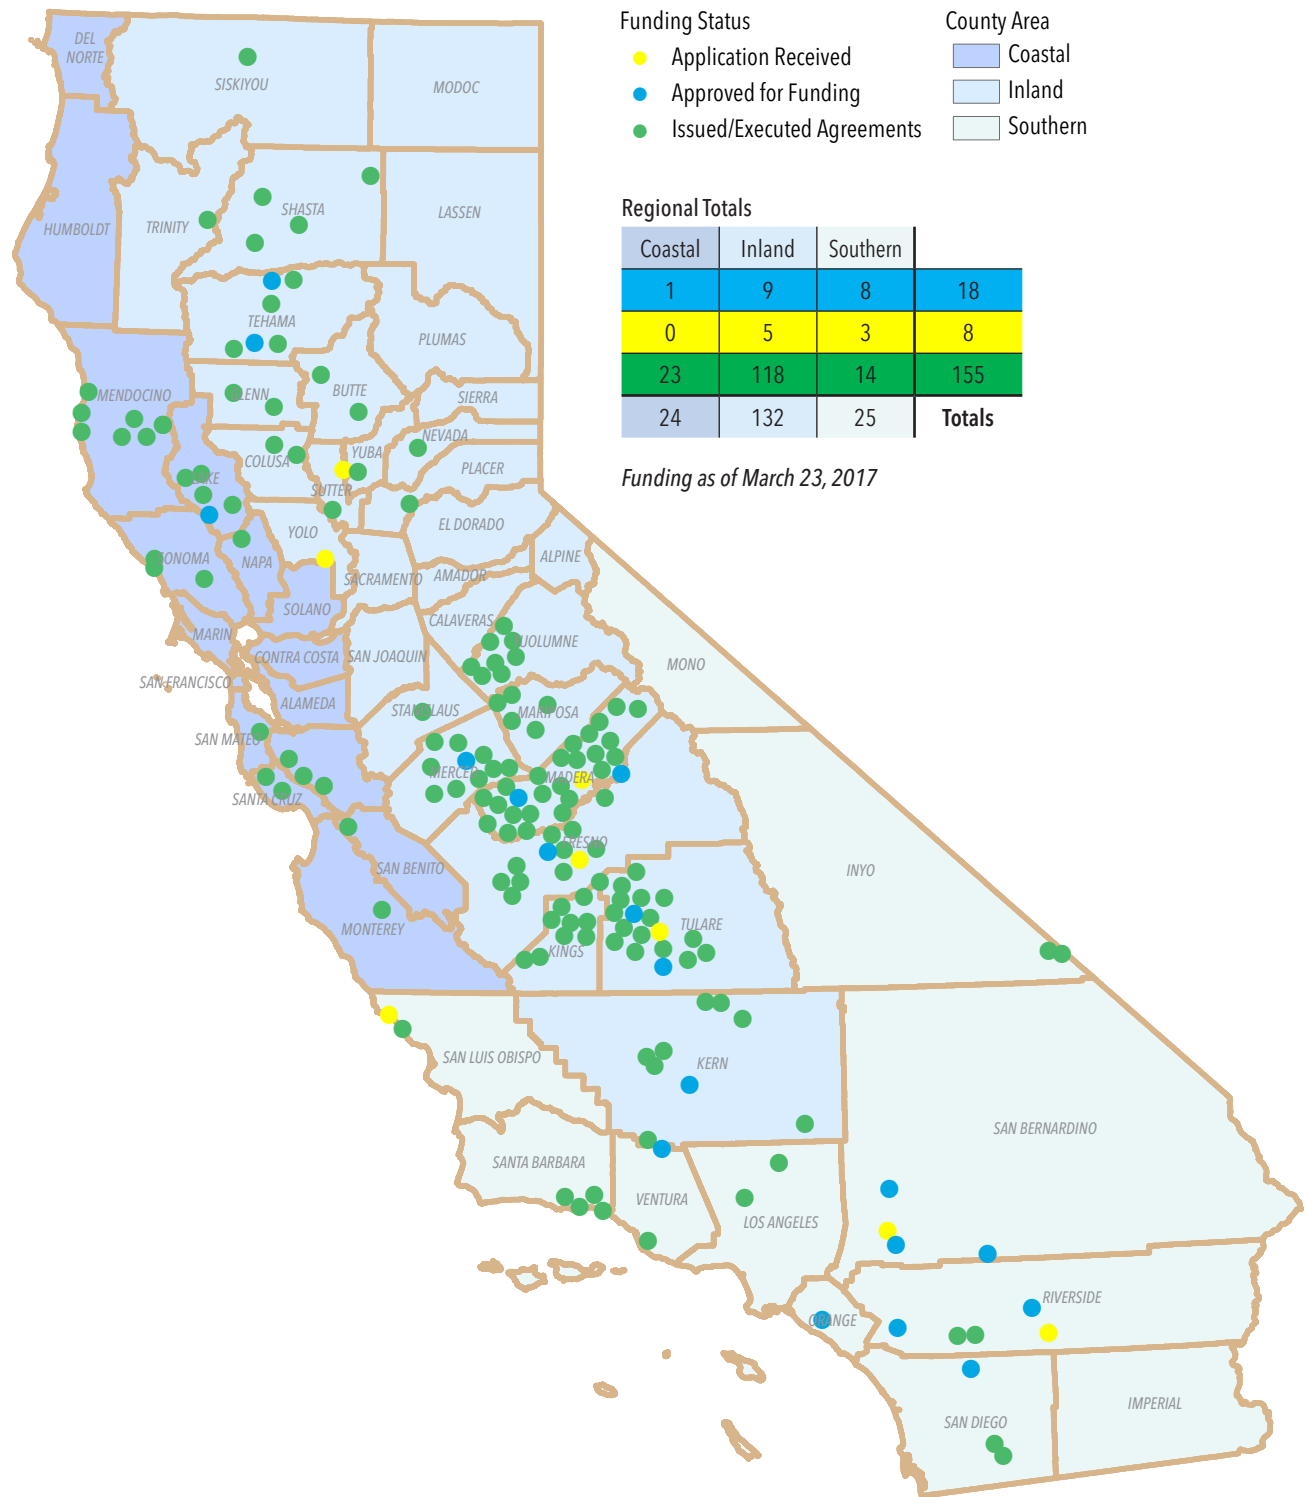 Funding Status
Application Received
Approved for Funding
Issued/Executed Agreements
County Area
Coastal
Inland
Southern
Regional Totals
Coastal Inland Southern
1 9 8 18
0 5 3 8
23 118 14 155
24 132 25 Totals
Funding as of March 23, 2017
DEL
NORTE
SISKIYOU
MODOC
HUMBOLDT
TRINITY
SHASTA
LASSEN
TEHAMA
PLUMAS
MENDOCINO
GLENN
BUTTE
SIERRA
NEVADA
COLUSA
YUBA
PLACER
LAKE
SUTTER
EL DORADO
YOLO
SONOMA
NAPA
ALPINE
SACRAMENTO
AMADOR
SOLANO
CALAVERAS
MARIN
TUOLUMNE
CONTRA COSTA
SAN JOAQUIN
MONO
SAN FRANCISCO
ALAMEDA
STANISLAUS
MARIPOSA
SAN MATEO
MERCED
MADERA
SANTA CRUZ
FRESNO
SAN BENITO
INYO
MONTEREY
TULARE
KINGS
SAN LUIS OBISPO
KERN
SAN BERNARDINO
SANTA BARBARA
VENTURA
LOS ANGELES
RIVERSIDE
ORANGE
IMPERIAL
SAN DIEGO